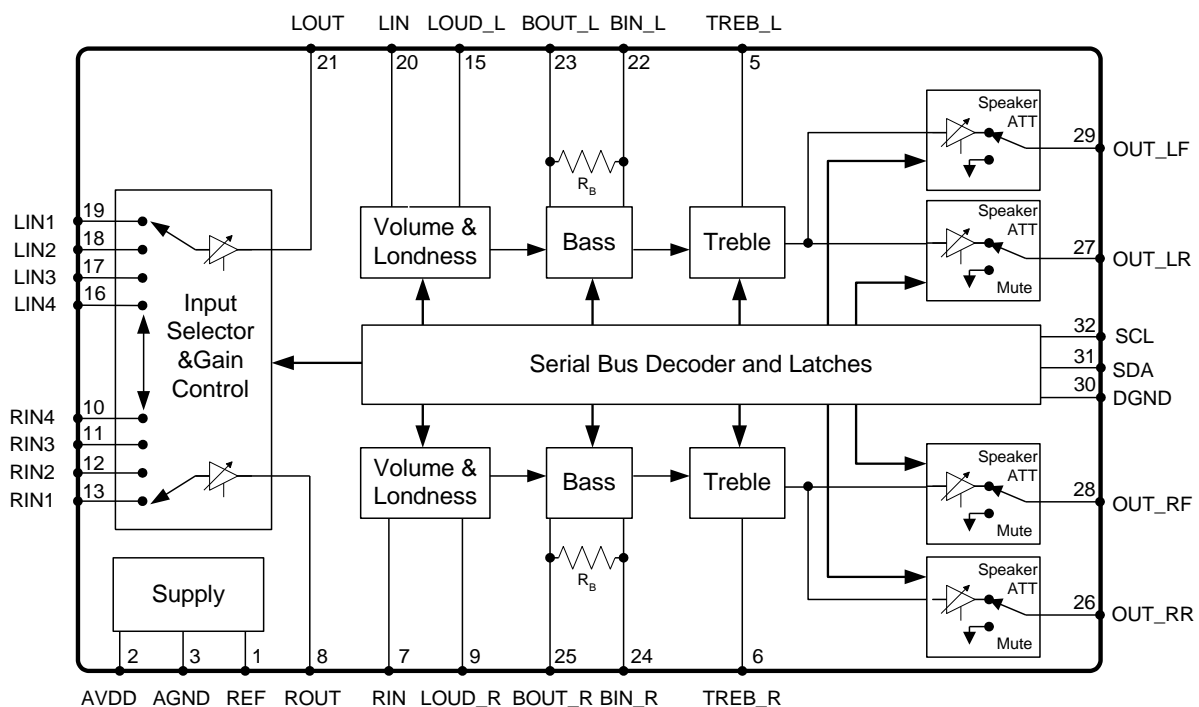 LOUT LIN LOUD_L BOUT_L BIN_L TREB_L
21 20 15 23 22 5
Speaker
ATT
29 OUT_LF
R_B
19 LIN1
18 LIN2
17 LIN3
16 LIN4
Volume &
Londness
Bass
Treble
Speaker
ATT
27 OUT_LR
Mute
Input
Selector
&Gain
Control
Serial Bus Decoder and Latches
32 SCL
31 SDA
30 DGND
10 RIN4
11 RIN3
12 RIN2
13 RIN1
Volume &
Londness
Bass
Treble
Speaker
ATT
28 OUT_RF
Mute
R_B
Supply
Speaker
ATT
26 OUT_RR
Mute
2 3 1 8 7 9 25 24 6
AVDD AGND REF ROUT RIN LOUD_R BOUT_R BIN_R TREB_R